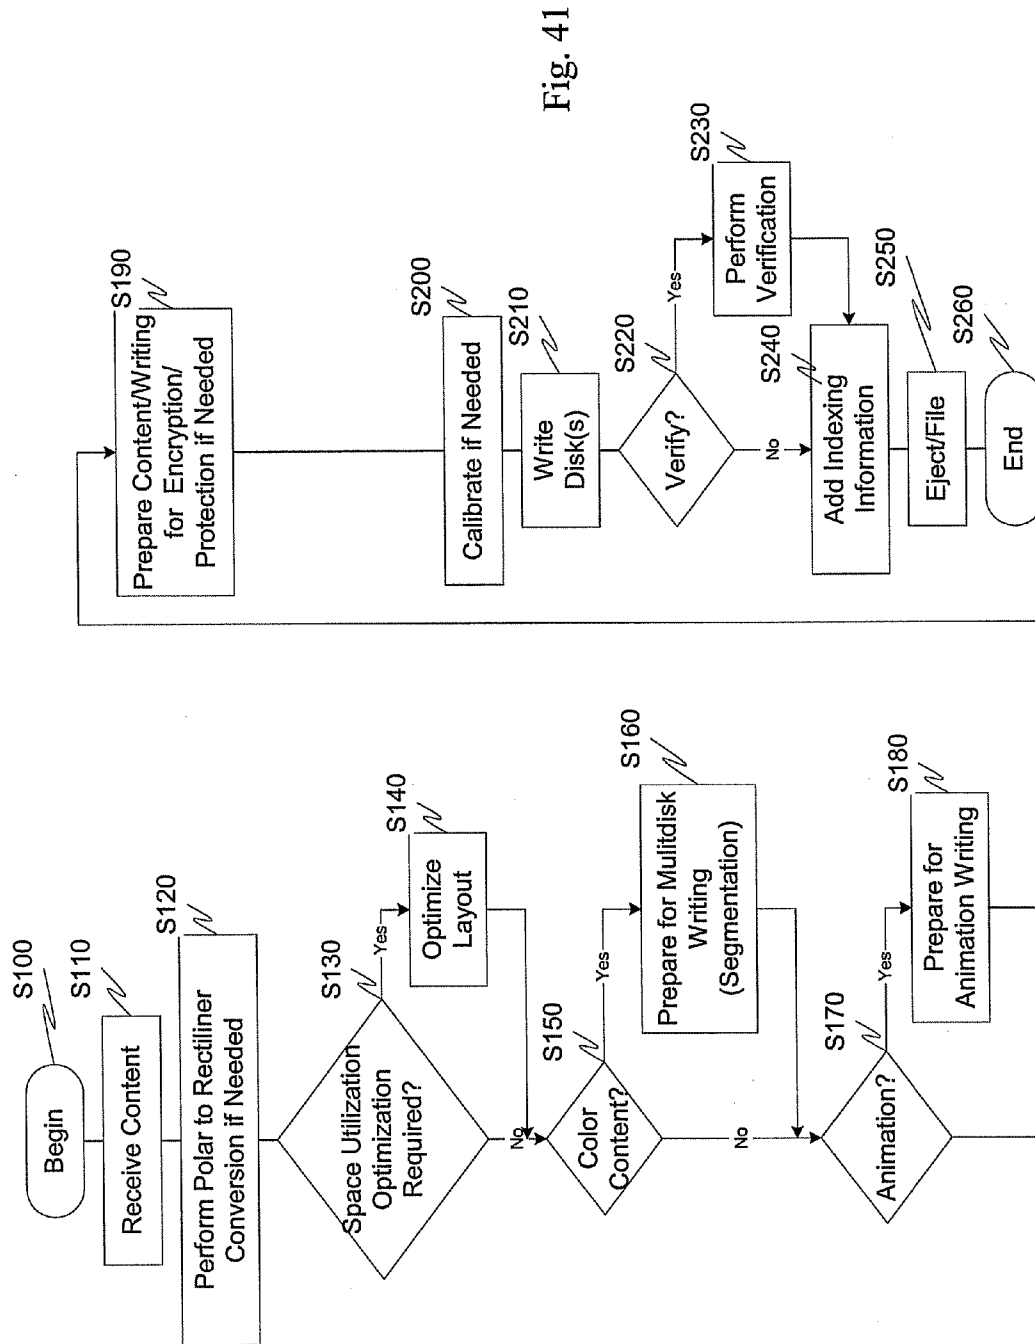 Begin
S100
Receive Content
S110
Perform Polar to Rectiliner
Conversion if Needed
S120
Space Utilization
Optimization
Required?
S130
Yes
Optimize
Layout
S140
No
Color
Content?
S150
Yes
Prepare for Mulitdisk
Writing
(Segmentation)
S160
No
Animation?
S170
Yes
Prepare for
Animation Writing
S180
Prepare Content/Writing
for Encryption/
Protection if Needed
S190
Calibrate if Needed
S200
Write
Disk(s)
S210
Verify?
S220
Yes
Perform
Verification
S230
No
Add Indexing
Information
S240
Eject/File
S250
End
S260
Fig. 41